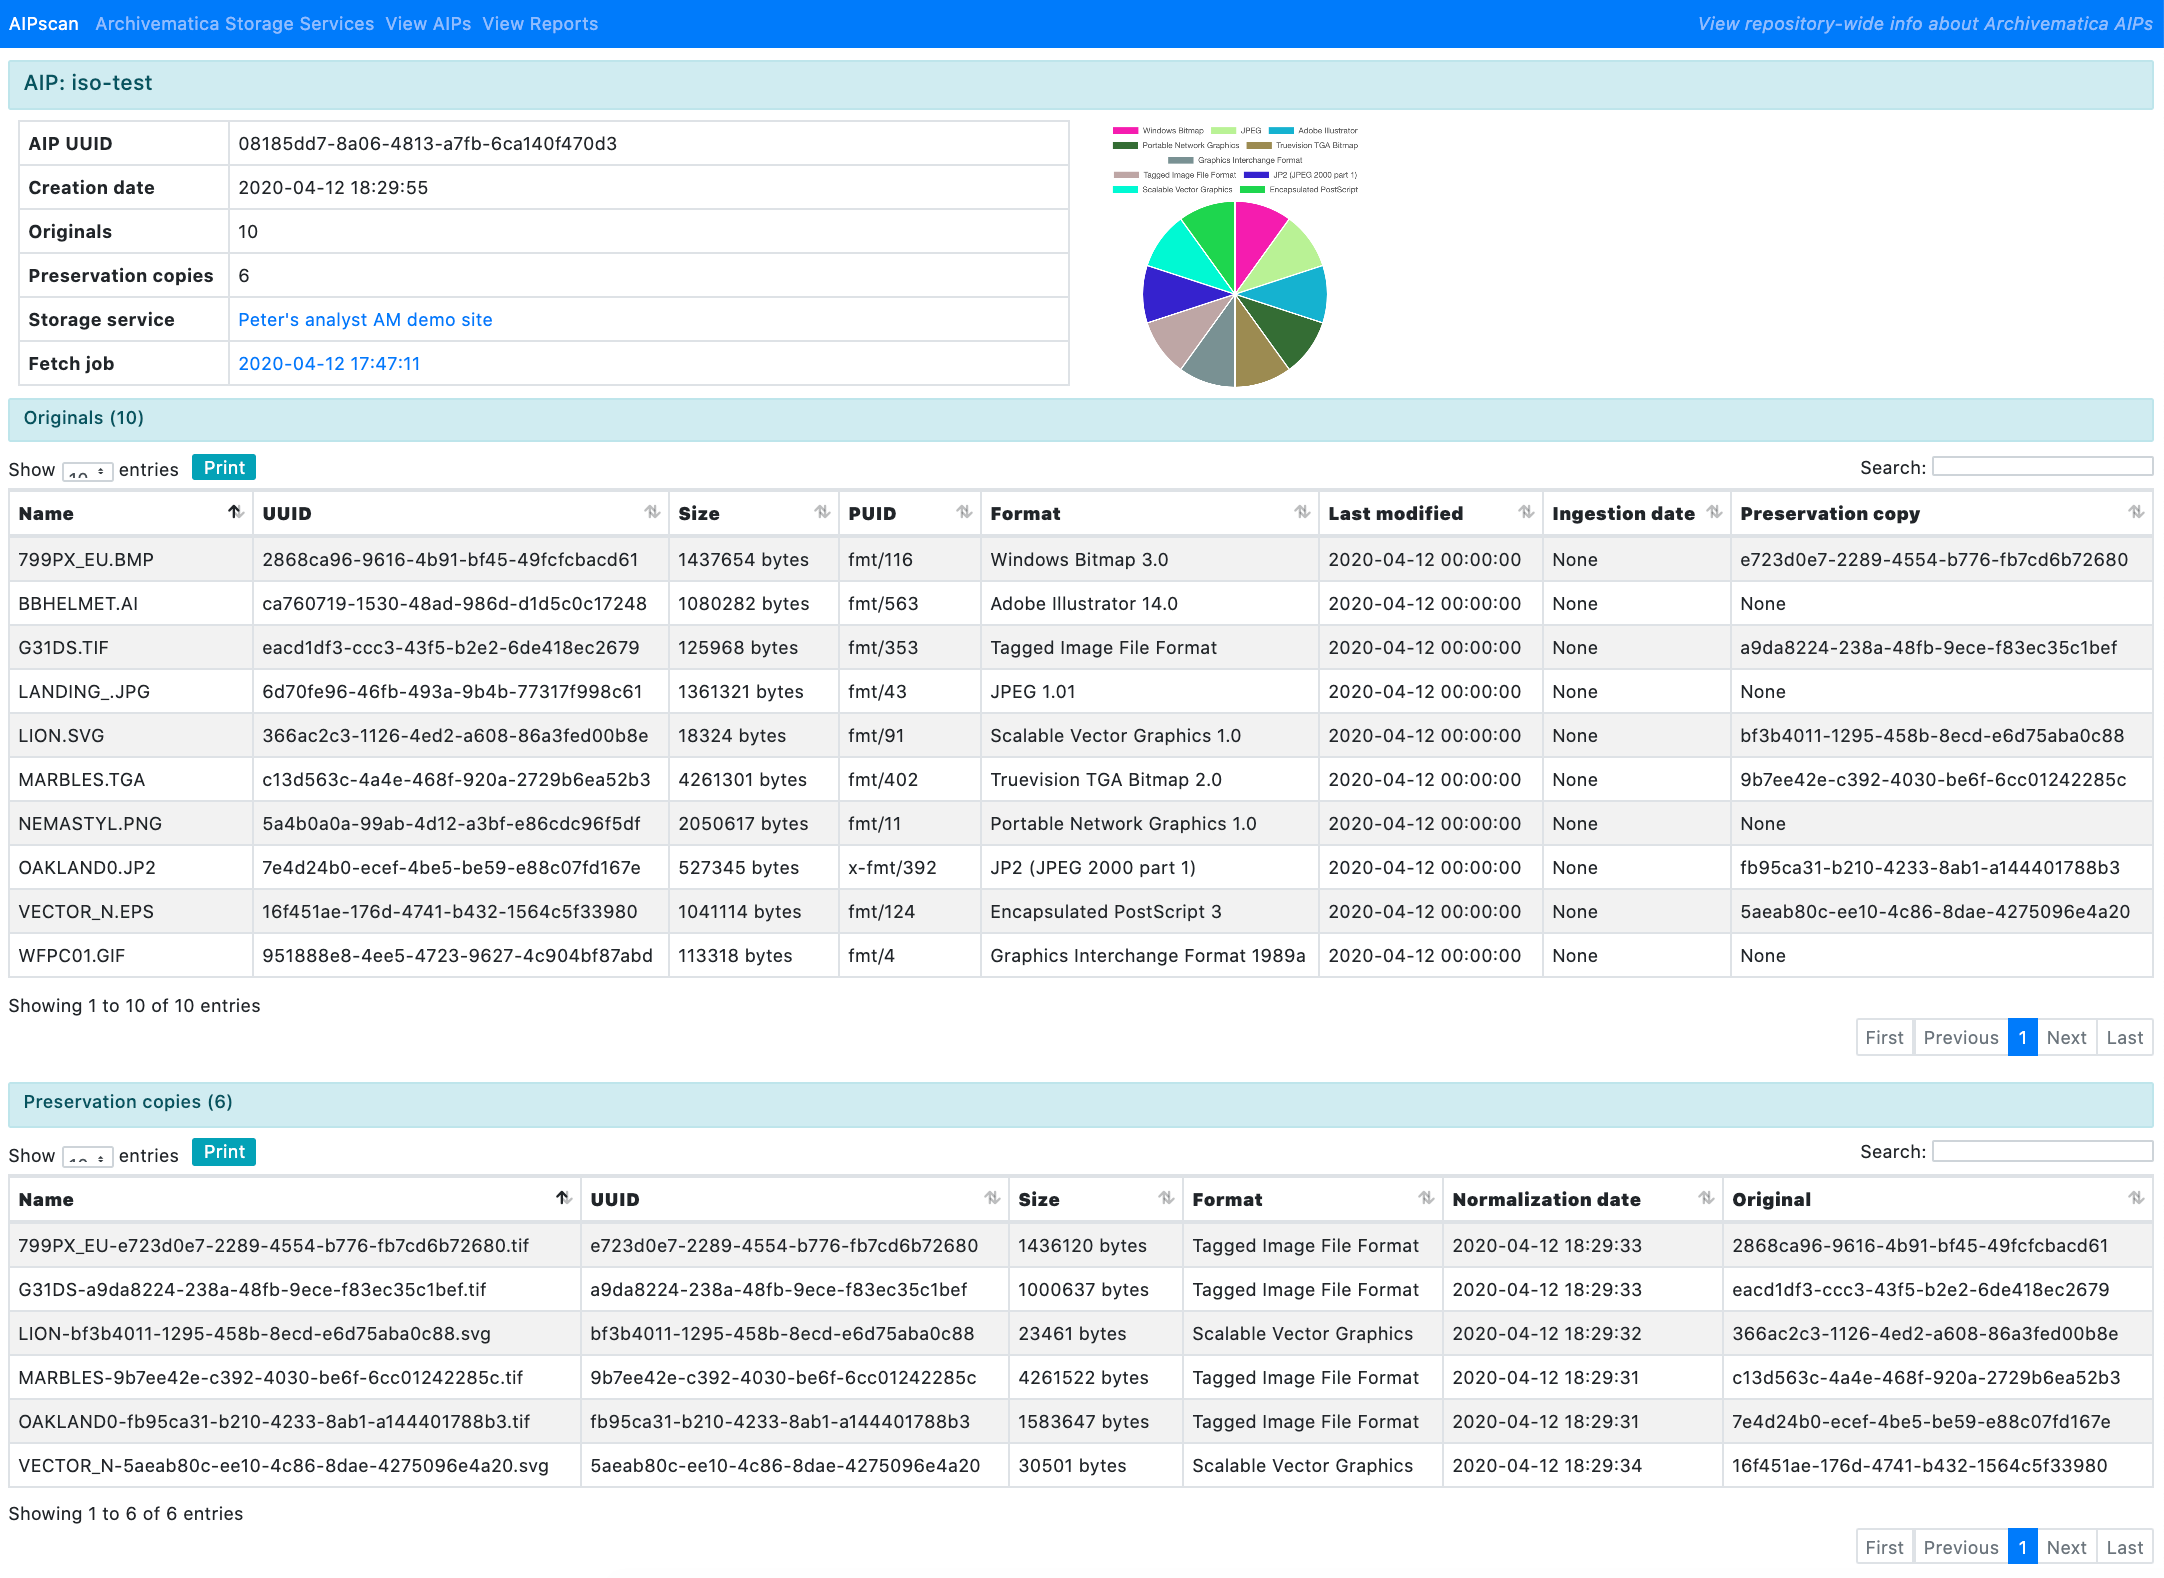 AIPscan Archivematica Storage Services View AIPs View Reports View repository-wide info about Archivematica AIPs
AIP: iso-test
AIP UUID 08185dd7-8a06-4813-a7fb-6ca140f470d3
Creation date 2020-04-12 18:29:55
Originals 10
Preservation copies 6
Storage service Peter's analyst AM demo site
Fetch job 2020-04-12 17:47:11
Windows Bitmap JPEG Adobe Illustrator
Portable Network Graphics Truevision TGA Bitmap
Graphics Interchange Format
Tagged Image File Format JP2 (JPEG 2000 part 1)
Scalable Vector Graphics Encapsulated PostScript
Originals (10)
Show 10 entries Print Search:
Name UUID Size PUID Format Last modified Ingestion date Preservation copy
799PX_EU.BMP 2868ca96-9616-4b91-bf45-49fcfcbacd61 1437654 bytes fmt/116 Windows Bitmap 3.0 2020-04-12 00:00:00 None e723d0e7-2289-4554-b776-fb7cd6b72680
BBHELMET.AI ca760719-1530-48ad-986d-d1d5c0c17248 1080282 bytes fmt/563 Adobe Illustrator 14.0 2020-04-12 00:00:00 None None
G31DS.TIF eacd1df3-ccc3-43f5-b2e2-6de418ec2679 125968 bytes fmt/353 Tagged Image File Format 2020-04-12 00:00:00 None a9da8224-238a-48fb-9ece-f83ec35c1bef
LANDING_.JPG 6d70fe96-46fb-493a-9b4b-77317f998c61 1361321 bytes fmt/43 JPEG 1.01 2020-04-12 00:00:00 None None
LION.SVG 366ac2c3-1126-4ed2-a608-86a3fed00b8e 18324 bytes fmt/91 Scalable Vector Graphics 1.0 2020-04-12 00:00:00 None bf3b4011-1295-458b-8ecd-e6d75aba0c88
MARBLES.TGA c13d563c-4a4e-468f-920a-2729b6ea52b3 4261301 bytes fmt/402 Truevision TGA Bitmap 2.0 2020-04-12 00:00:00 None 9b7ee42e-c392-4030-be6f-6cc01242285c
NEMASTYL.PNG 5a4b0a0a-99ab-4d12-a3bf-e86cdc96f5df 2050617 bytes fmt/11 Portable Network Graphics 1.0 2020-04-12 00:00:00 None None
OAKLAND0.JP2 7e4d24b0-ecef-4be5-be59-e88c07fd167e 527345 bytes x-fmt/392 JP2 (JPEG 2000 part 1) 2020-04-12 00:00:00 None fb95ca31-b210-4233-8ab1-a144401788b3
VECTOR_N.EPS 16f451ae-176d-4741-b432-1564c5f33980 1041114 bytes fmt/124 Encapsulated PostScript 3 2020-04-12 00:00:00 None 5aeab80c-ee10-4c86-8dae-4275096e4a20
WFPC01.GIF 951888e8-4ee5-4723-9627-4c904bf87abd 113318 bytes fmt/4 Graphics Interchange Format 1989a 2020-04-12 00:00:00 None None
Showing 1 to 10 of 10 entries
First Previous 1 Next Last
Preservation copies (6)
Show 10 entries Print Search:
Name UUID Size Format Normalization date Original
799PX_EU-e723d0e7-2289-4554-b776-fb7cd6b72680.tif e723d0e7-2289-4554-b776-fb7cd6b72680 1436120 bytes Tagged Image File Format 2020-04-12 18:29:33 2868ca96-9616-4b91-bf45-49fcfcbacd61
G31DS-a9da8224-238a-48fb-9ece-f83ec35c1bef.tif a9da8224-238a-48fb-9ece-f83ec35c1bef 1000637 bytes Tagged Image File Format 2020-04-12 18:29:33 eacd1df3-ccc3-43f5-b2e2-6de418ec2679
LION-bf3b4011-1295-458b-8ecd-e6d75aba0c88.svg bf3b4011-1295-458b-8ecd-e6d75aba0c88 23461 bytes Scalable Vector Graphics 2020-04-12 18:29:32 366ac2c3-1126-4ed2-a608-86a3fed00b8e
MARBLES-9b7ee42e-c392-4030-be6f-6cc01242285c.tif 9b7ee42e-c392-4030-be6f-6cc01242285c 4261522 bytes Tagged Image File Format 2020-04-12 18:29:31 c13d563c-4a4e-468f-920a-2729b6ea52b3
OAKLAND0-fb95ca31-b210-4233-8ab1-a144401788b3.tif fb95ca31-b210-4233-8ab1-a144401788b3 1583647 bytes Tagged Image File Format 2020-04-12 18:29:31 7e4d24b0-ecef-4be5-be59-e88c07fd167e
VECTOR_N-5aeab80c-ee10-4c86-8dae-4275096e4a20.svg 5aeab80c-ee10-4c86-8dae-4275096e4a20 30501 bytes Scalable Vector Graphics 2020-04-12 18:29:34 16f451ae-176d-4741-b432-1564c5f33980
Showing 1 to 6 of 6 entries
First Previous 1 Next Last